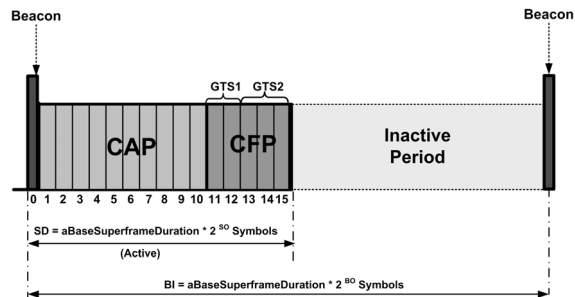 Beacon Beacon
GTS1 GTS2
CAP CFP Inactive Period
0 1 2 3 4 5 6 7 8 9 10 11 12 13 14 15
SD = aBaseSuperframeDuration * 2 SO Symbols
(Active)
BI = aBaseSuperframeDuration * 2 BO Symbols